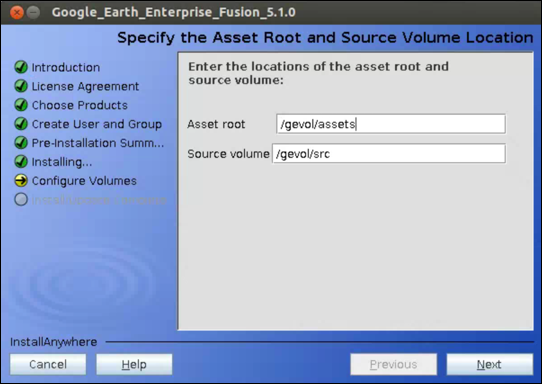 Google_Earth_Enterprise_Fusion_5.1.0
Specify the Asset Root and Source Volume Location
Introduction
License Agreement
Choose Products
Create User and Group
Pre-Installation Summ...
Installing...
Configure Volumes
Enter the locations of the asset root and
source volume:
Asset root /gevol/assets
Source volume /gevol/src
InstallAnywhere
Cancel Help Previous Next